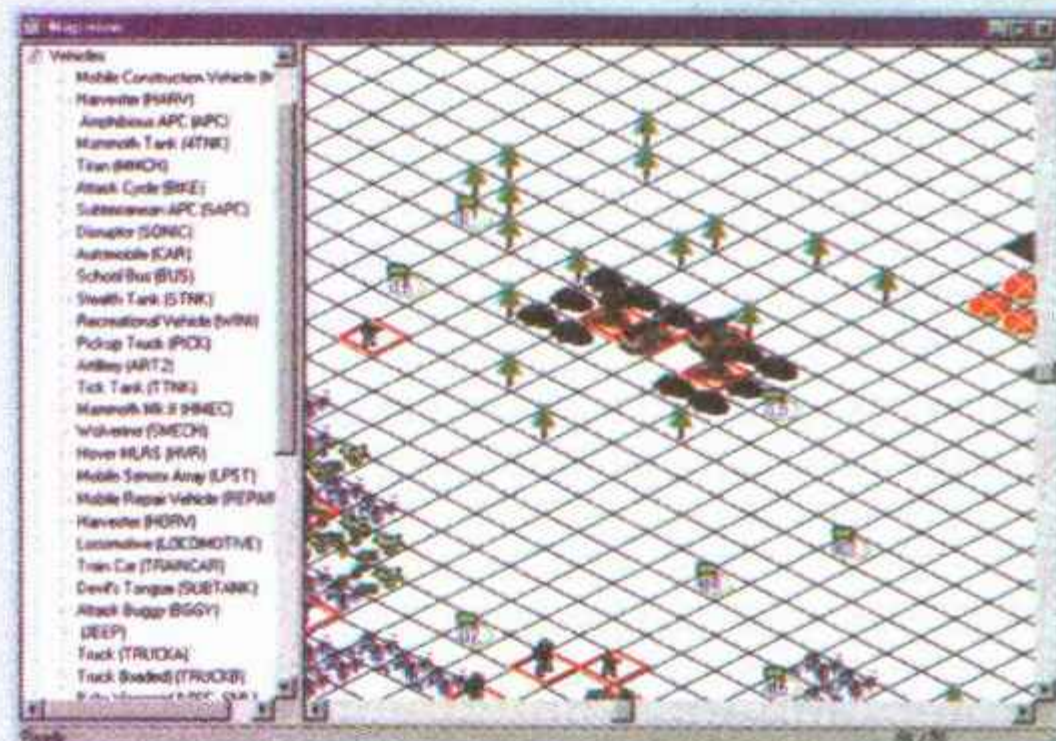 Map view
Vehicles
Mobile Construction Vehicle
Harvester (HARV)
Amphibious APC (APC)
Mammoth Tank (4TNK)
Titan (MMCH)
Attack Cycle (BIKE)
Subterranean APC (SAPC)
Disruptor (SONIC)
Automobile (CAR)
School Bus (BUS)
Stealth Tank (STNK)
Recreational Vehicle (WINI)
Pickup Truck (PICK)
Artillery (ART2)
Tick Tank (TTNK)
Mammoth Mk.II (HMEC)
Wolverine (SMECH)
Hover MLRS (HVR)
Mobile Sensor Array (LPST)
Mobile Repair Vehicle (REPAIR
Harvester (HORV)
Locomotive (LOCOMOTIVE)
Train Car (TRAINCAR)
Devil's Tongue (SUBTANK)
Attack Buggy (BGGY)
(JEEP)
Truck (TRUCKA)
Truck (loaded) (TRUCKB)